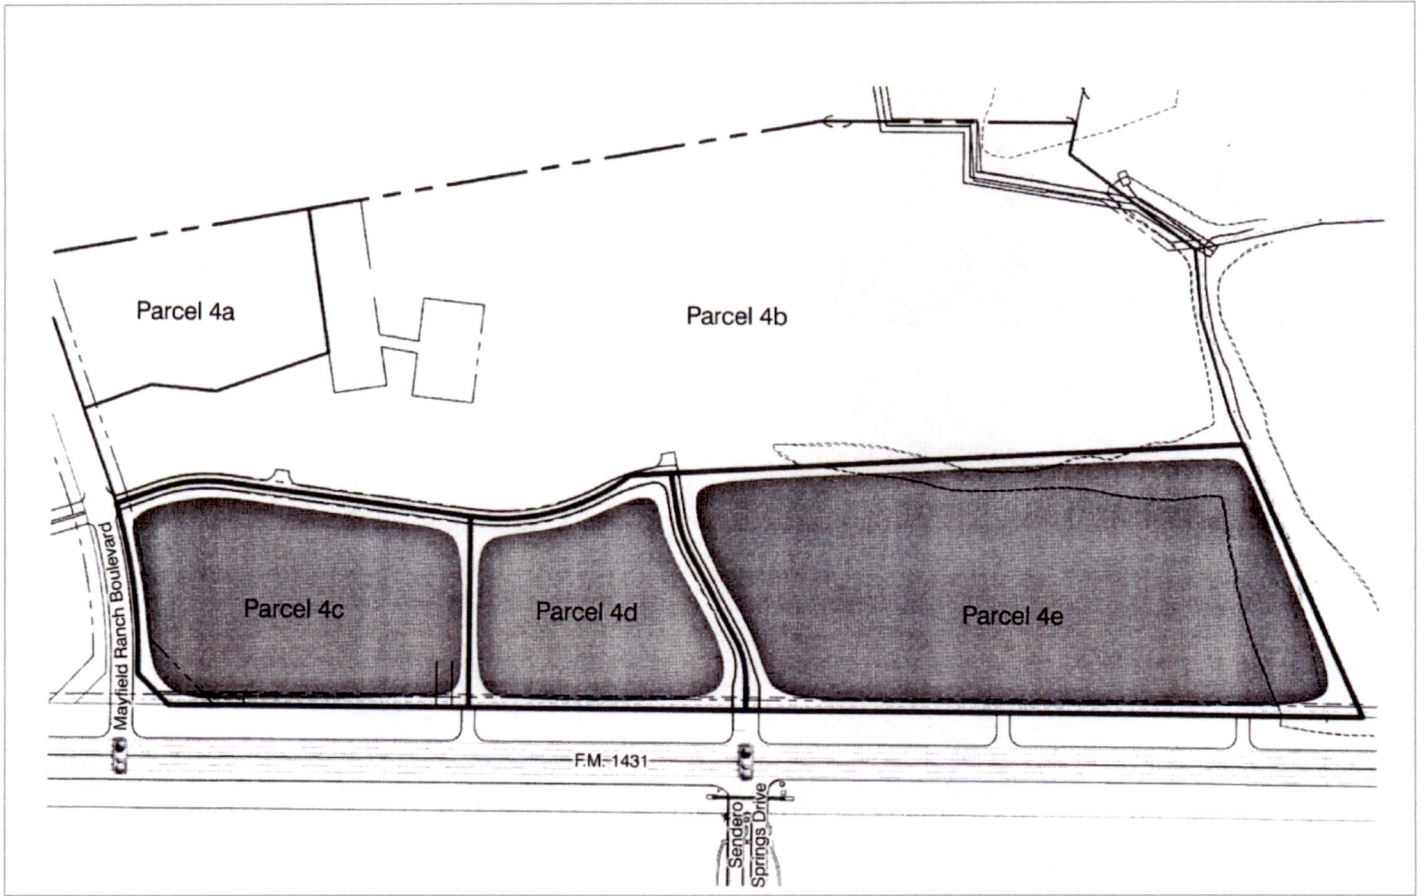 Parcel 4a
Parcel 4b
Parcel 4c
Parcel 4d
Parcel 4e
Mayfield Ranch Boulevard
F.M. 1431
Sendero
Springs Drive